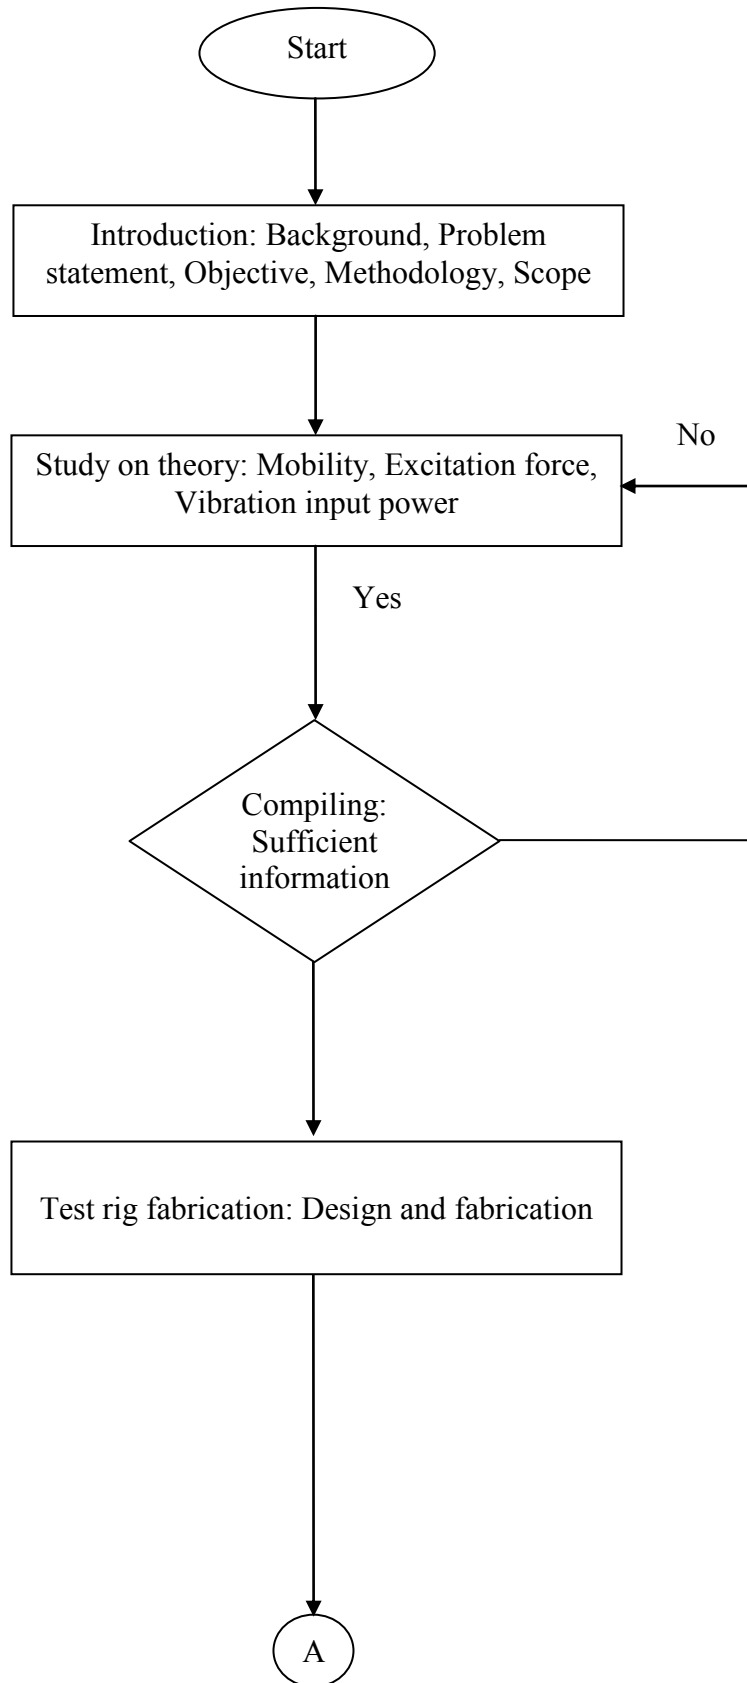 Start
Introduction: Background, Problem
statement, Objective, Methodology, Scope
No
Study on theory: Mobility, Excitation force,
Vibration input power
Yes
Compiling:
Sufficient
information
Test rig fabrication: Design and fabrication
A